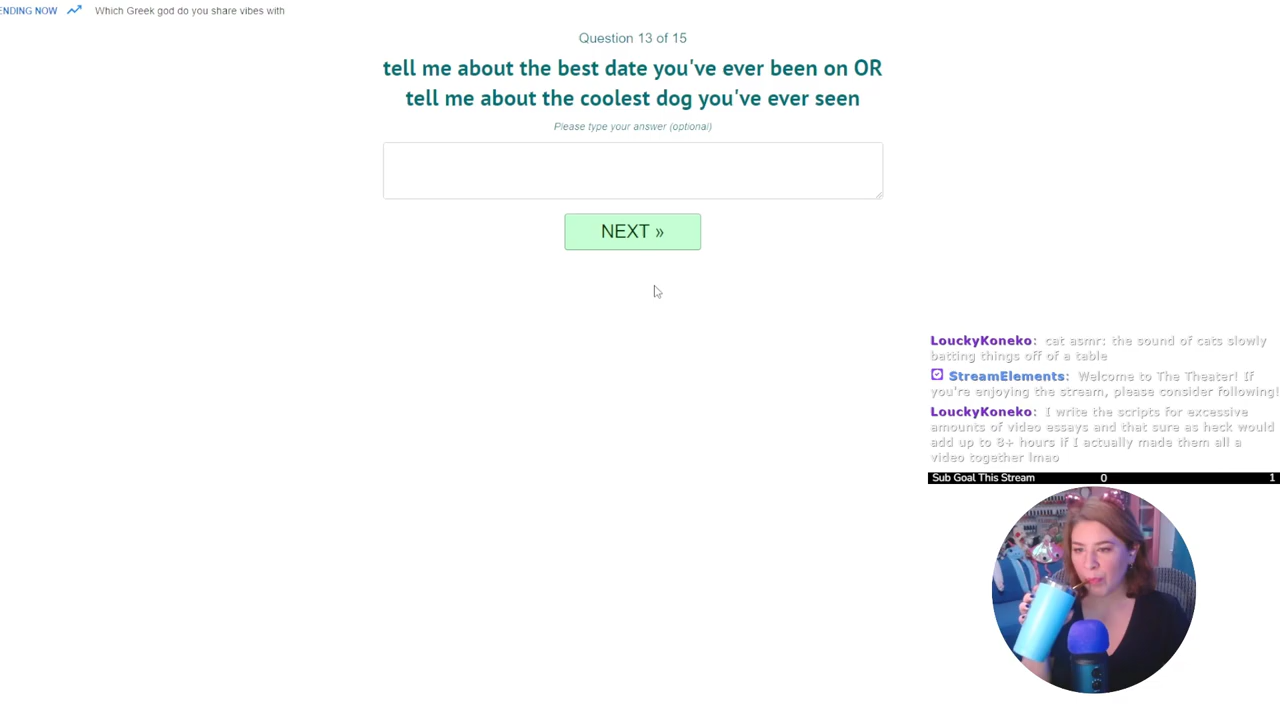 ENDING NOW Which Greek god do you share vibes with
Question 13 of 15
tell me about the best date you've ever been on OR
tell me about the coolest dog you've ever seen
Please type your answer (optional)
NEXT »
LouckyKoneko: cat asmr: the sound of cats slowly
batting things off of a table
StreamElements: Welcome to The Theater! If
you're enjoying the stream, please consider following!
LouckyKoneko: I write the scripts for excessive
amounts of video essays and that sure as heck would
add up to 8+ hours if I actually made them all a
video together lmao
Sub Goal This Stream 0 1